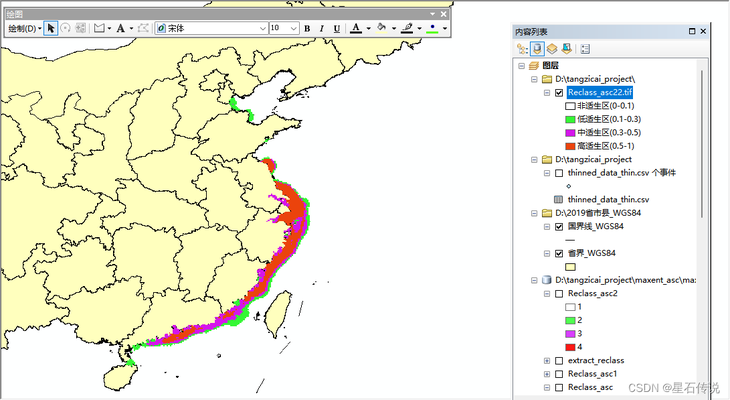 绘图
绘制(D)
A
宋体
10
B I U A
内容列表
图层
D:\tangzicai_project\
Reclass_asc22.tif
非适生区(0-0.1)
低适生区(0.1-0.3)
中适生区(0.3-0.5)
高适生区(0.5-1)
D:\tangzicai_project
thinned_data_thin.csv 个事件
thinned_data_thin.csv
D:\2019省市县_WGS84
国界线_WGS84
省界_WGS84
D:\tangzicai_project\maxent_asc\max
Reclass_asc2
1
2
3
4
extract_reclass
Reclass_asc1
Reclass_asc
CSDN @星石传说